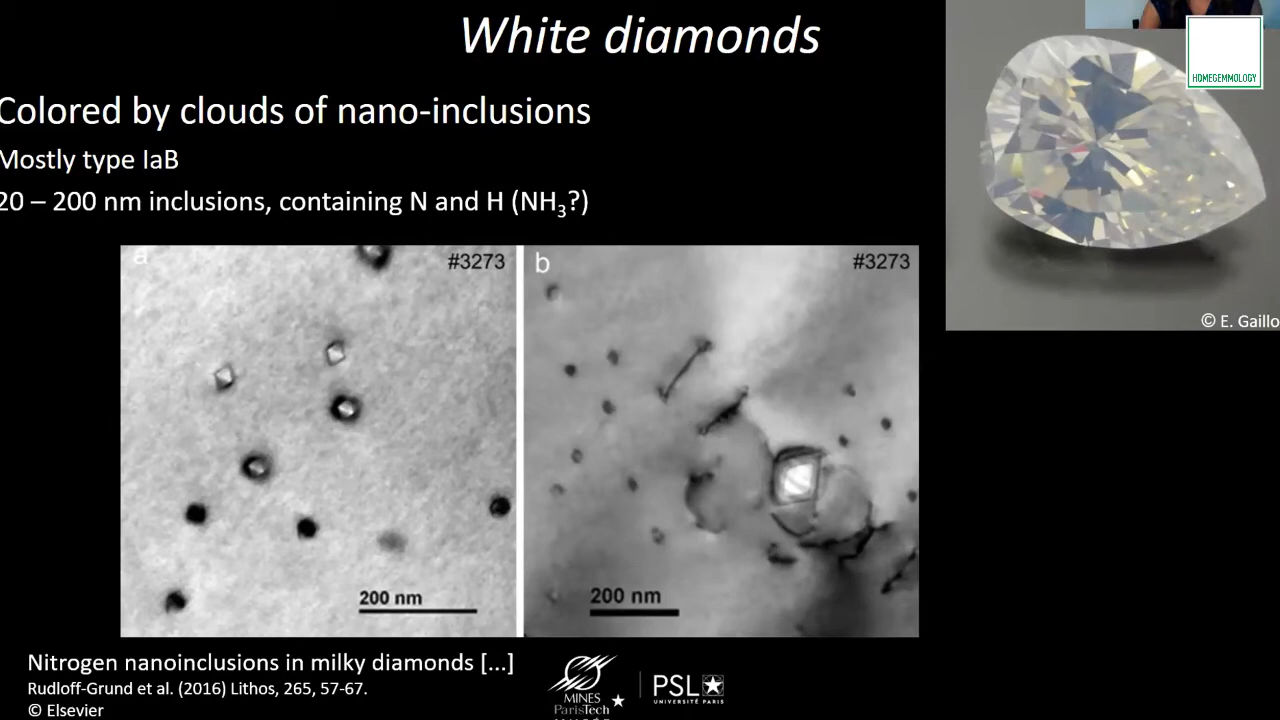 White diamonds
Colored by clouds of nano-inclusions
Mostly type IaB
20 – 200 nm inclusions, containing N and H (NH₃?)
HOMEGEMMOLOGY
© E. Gaillo
a
#3273
b
#3273
200 nm
200 nm
Nitrogen nanoinclusions in milky diamonds [...]
Rudloff-Grund et al. (2016) Lithos, 265, 57-67.
© Elsevier
MINES
ParisTech
PSL
UNIVERSITÉ PARIS